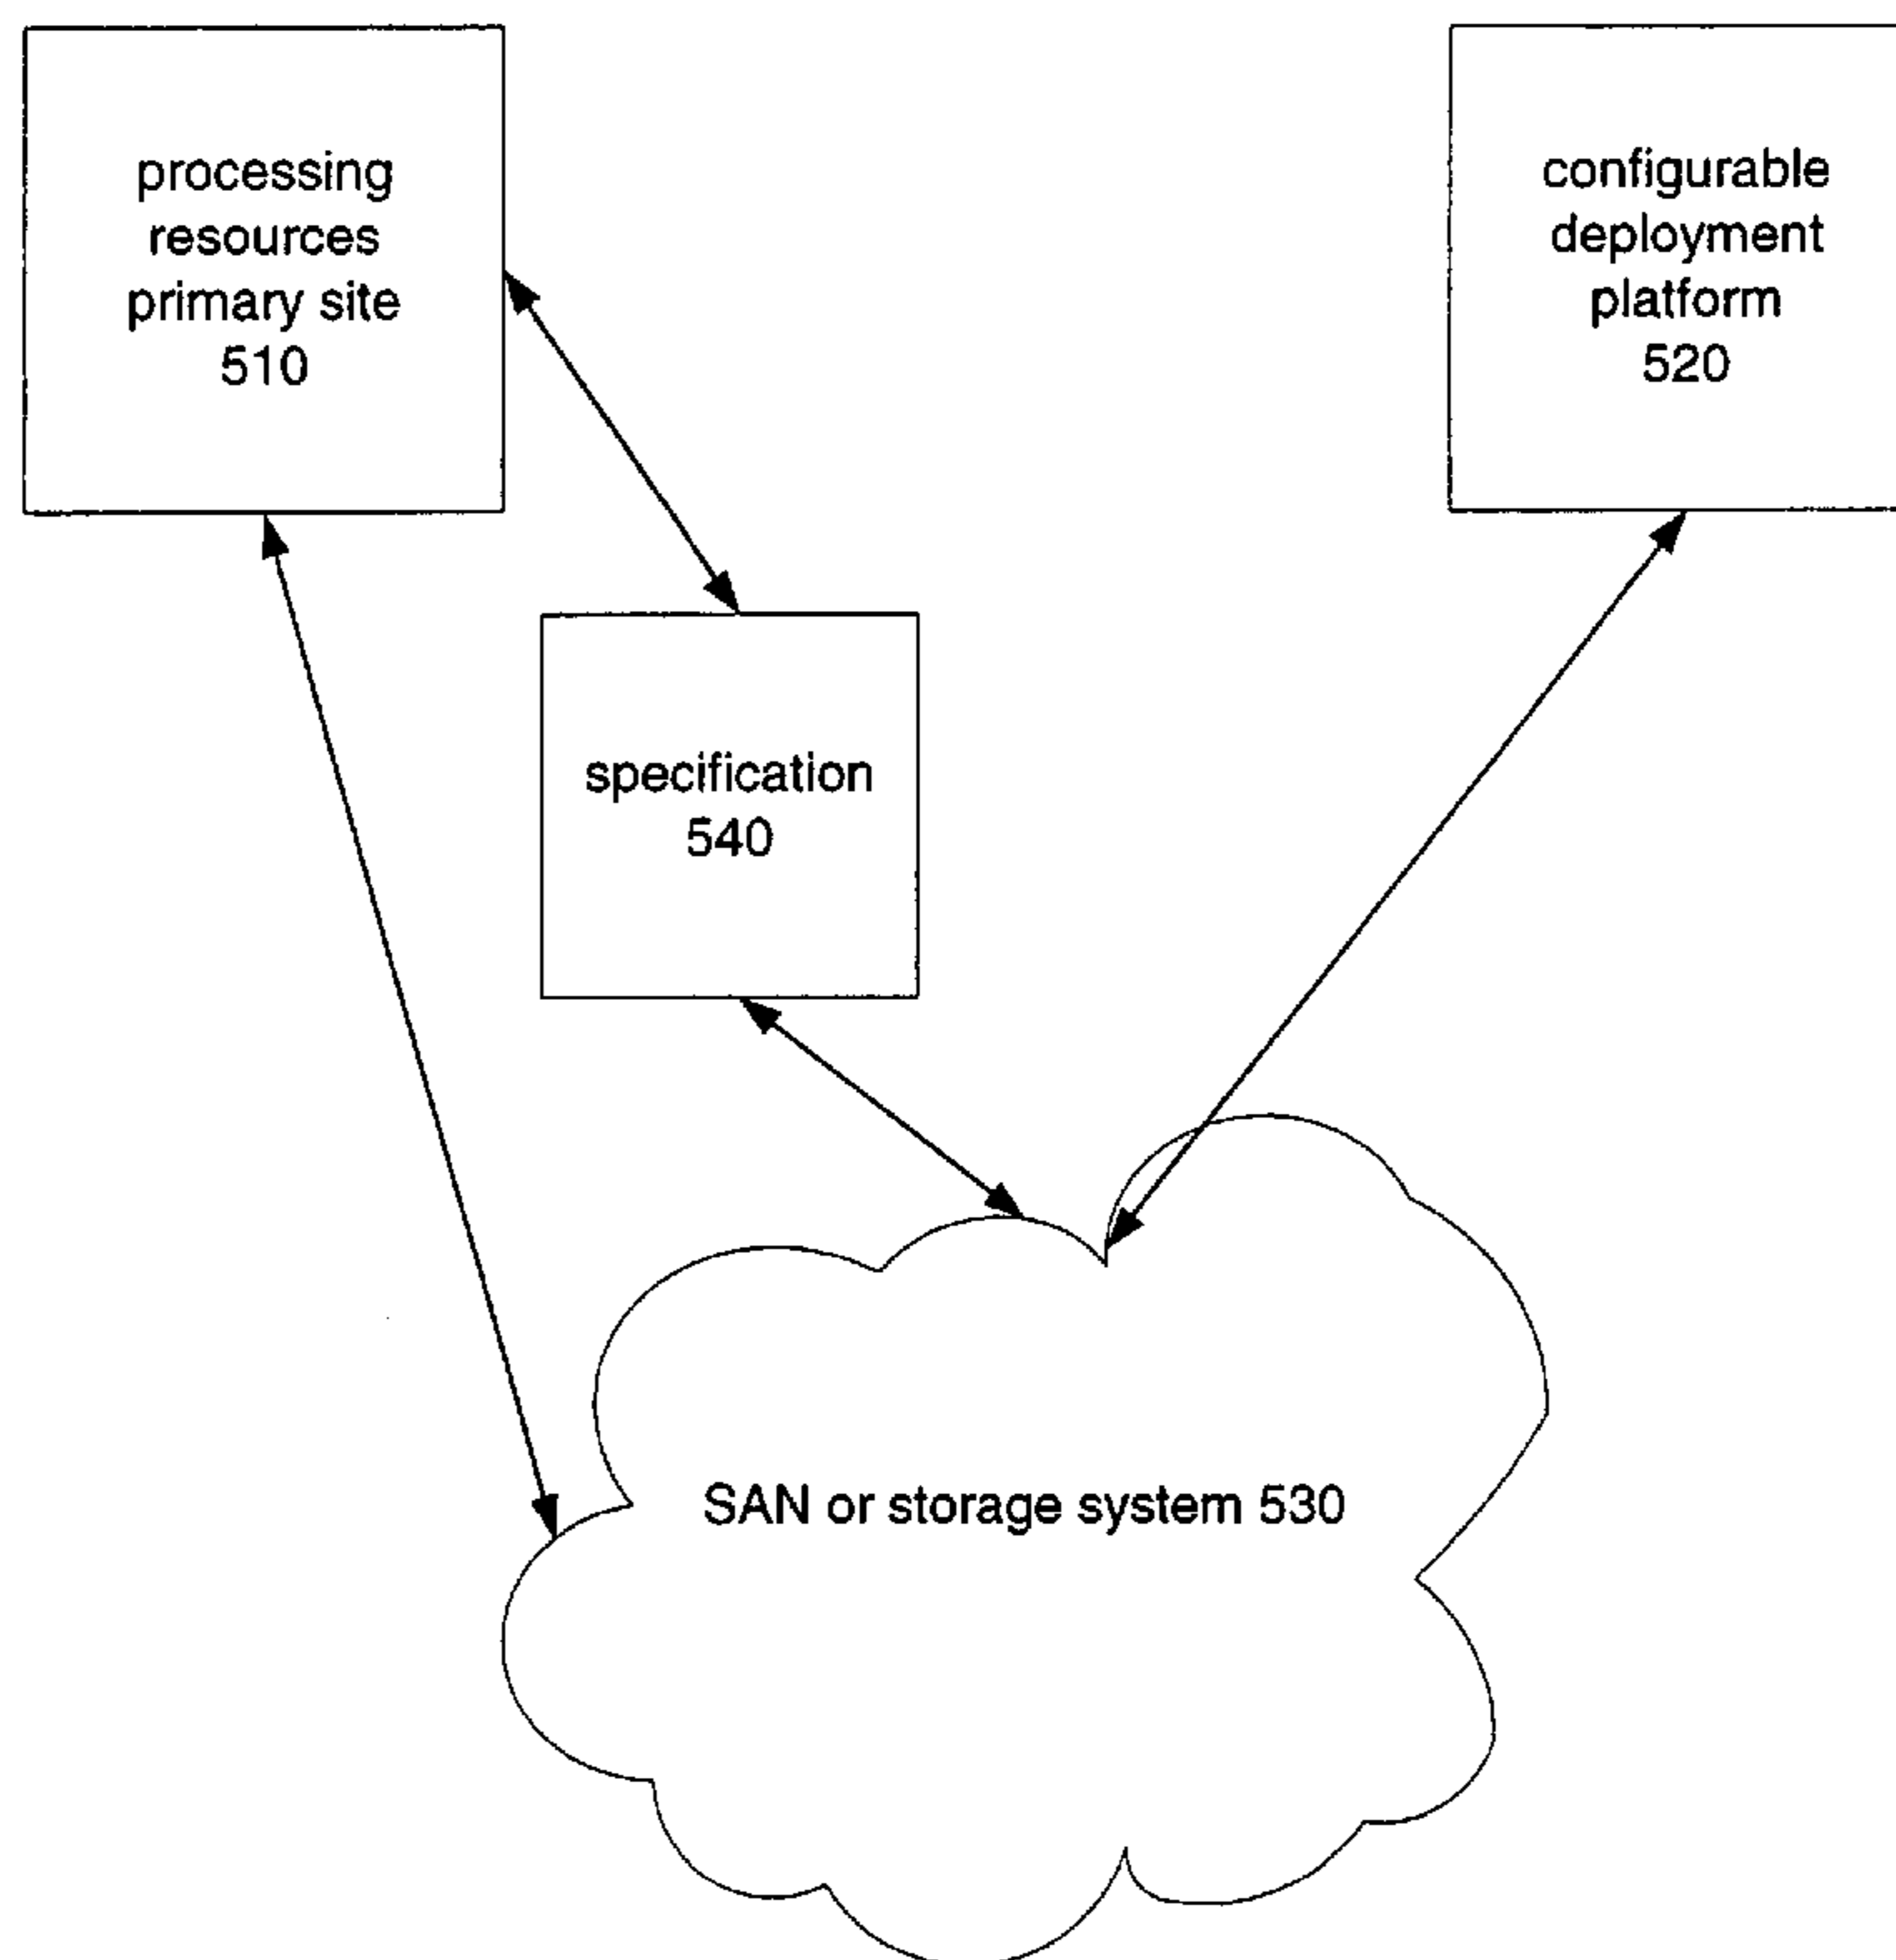 processing
resources
primary site
510
configurable
deployment
platform
520
specification
540
SAN or storage system 530